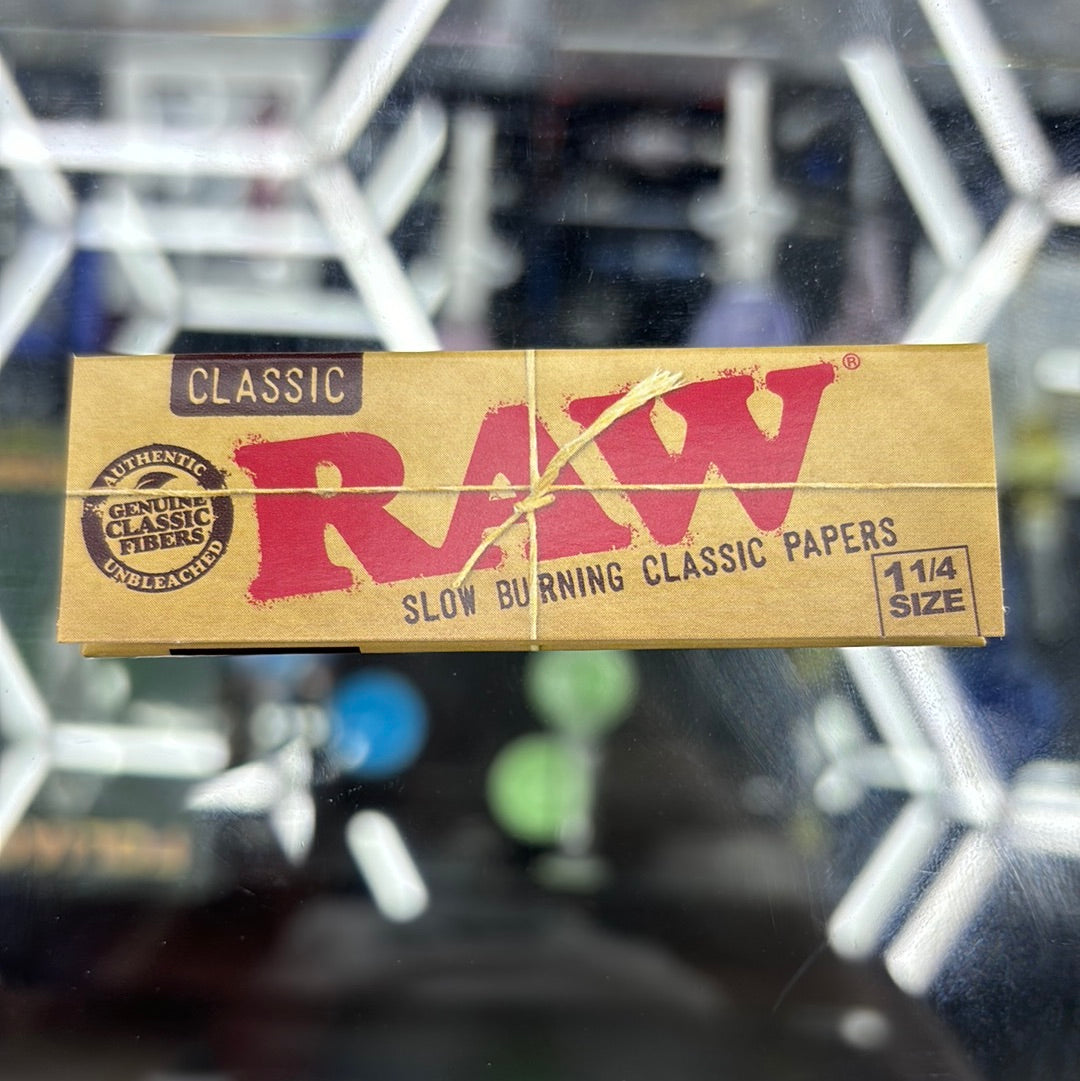 CLASSIC
RAW®
AUTHENTIC
GENUINE
CLASSIC
FIBERS
UNBLEACHED
SLOW BURNING CLASSIC PAPERS
1 1/4
SIZE